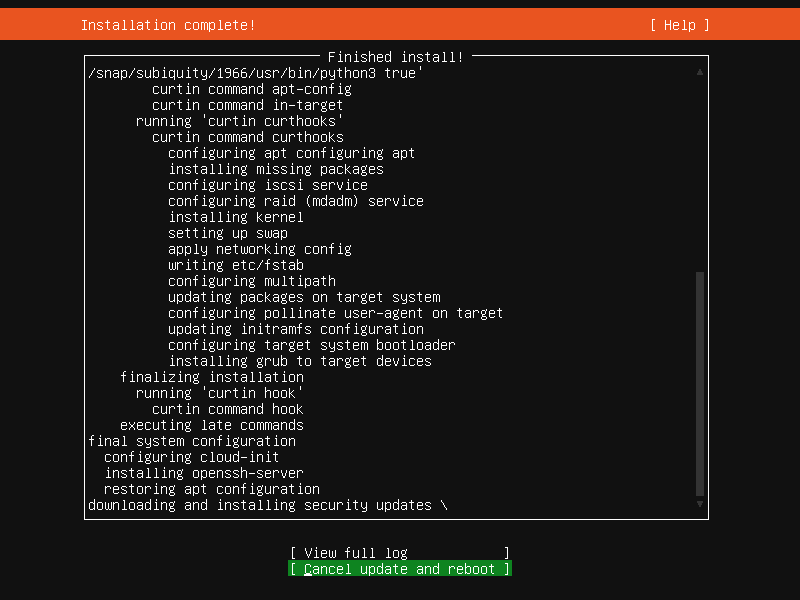 Installation complete!
[ Help ]
Finished install!
/snap/subiquity/1966/usr/bin/python3 true'
curtin command apt-config
curtin command in-target
running 'curtin curthooks'
curtin command curthooks
configuring apt configuring apt
installing missing packages
configuring iscsi service
configuring raid (mdadm) service
installing kernel
setting up swap
apply networking config
writing etc/fstab
configuring multipath
updating packages on target system
configuring pollinate user-agent on target
updating initramfs configuration
configuring target system bootloader
installing grub to target devices
finalizing installation
running 'curtin hook'
curtin command hook
executing late commands
final system configuration
configuring cloud-init
installing openssh-server
restoring apt configuration
downloading and installing security updates \
[ View full log ]
[ Cancel update and reboot ]